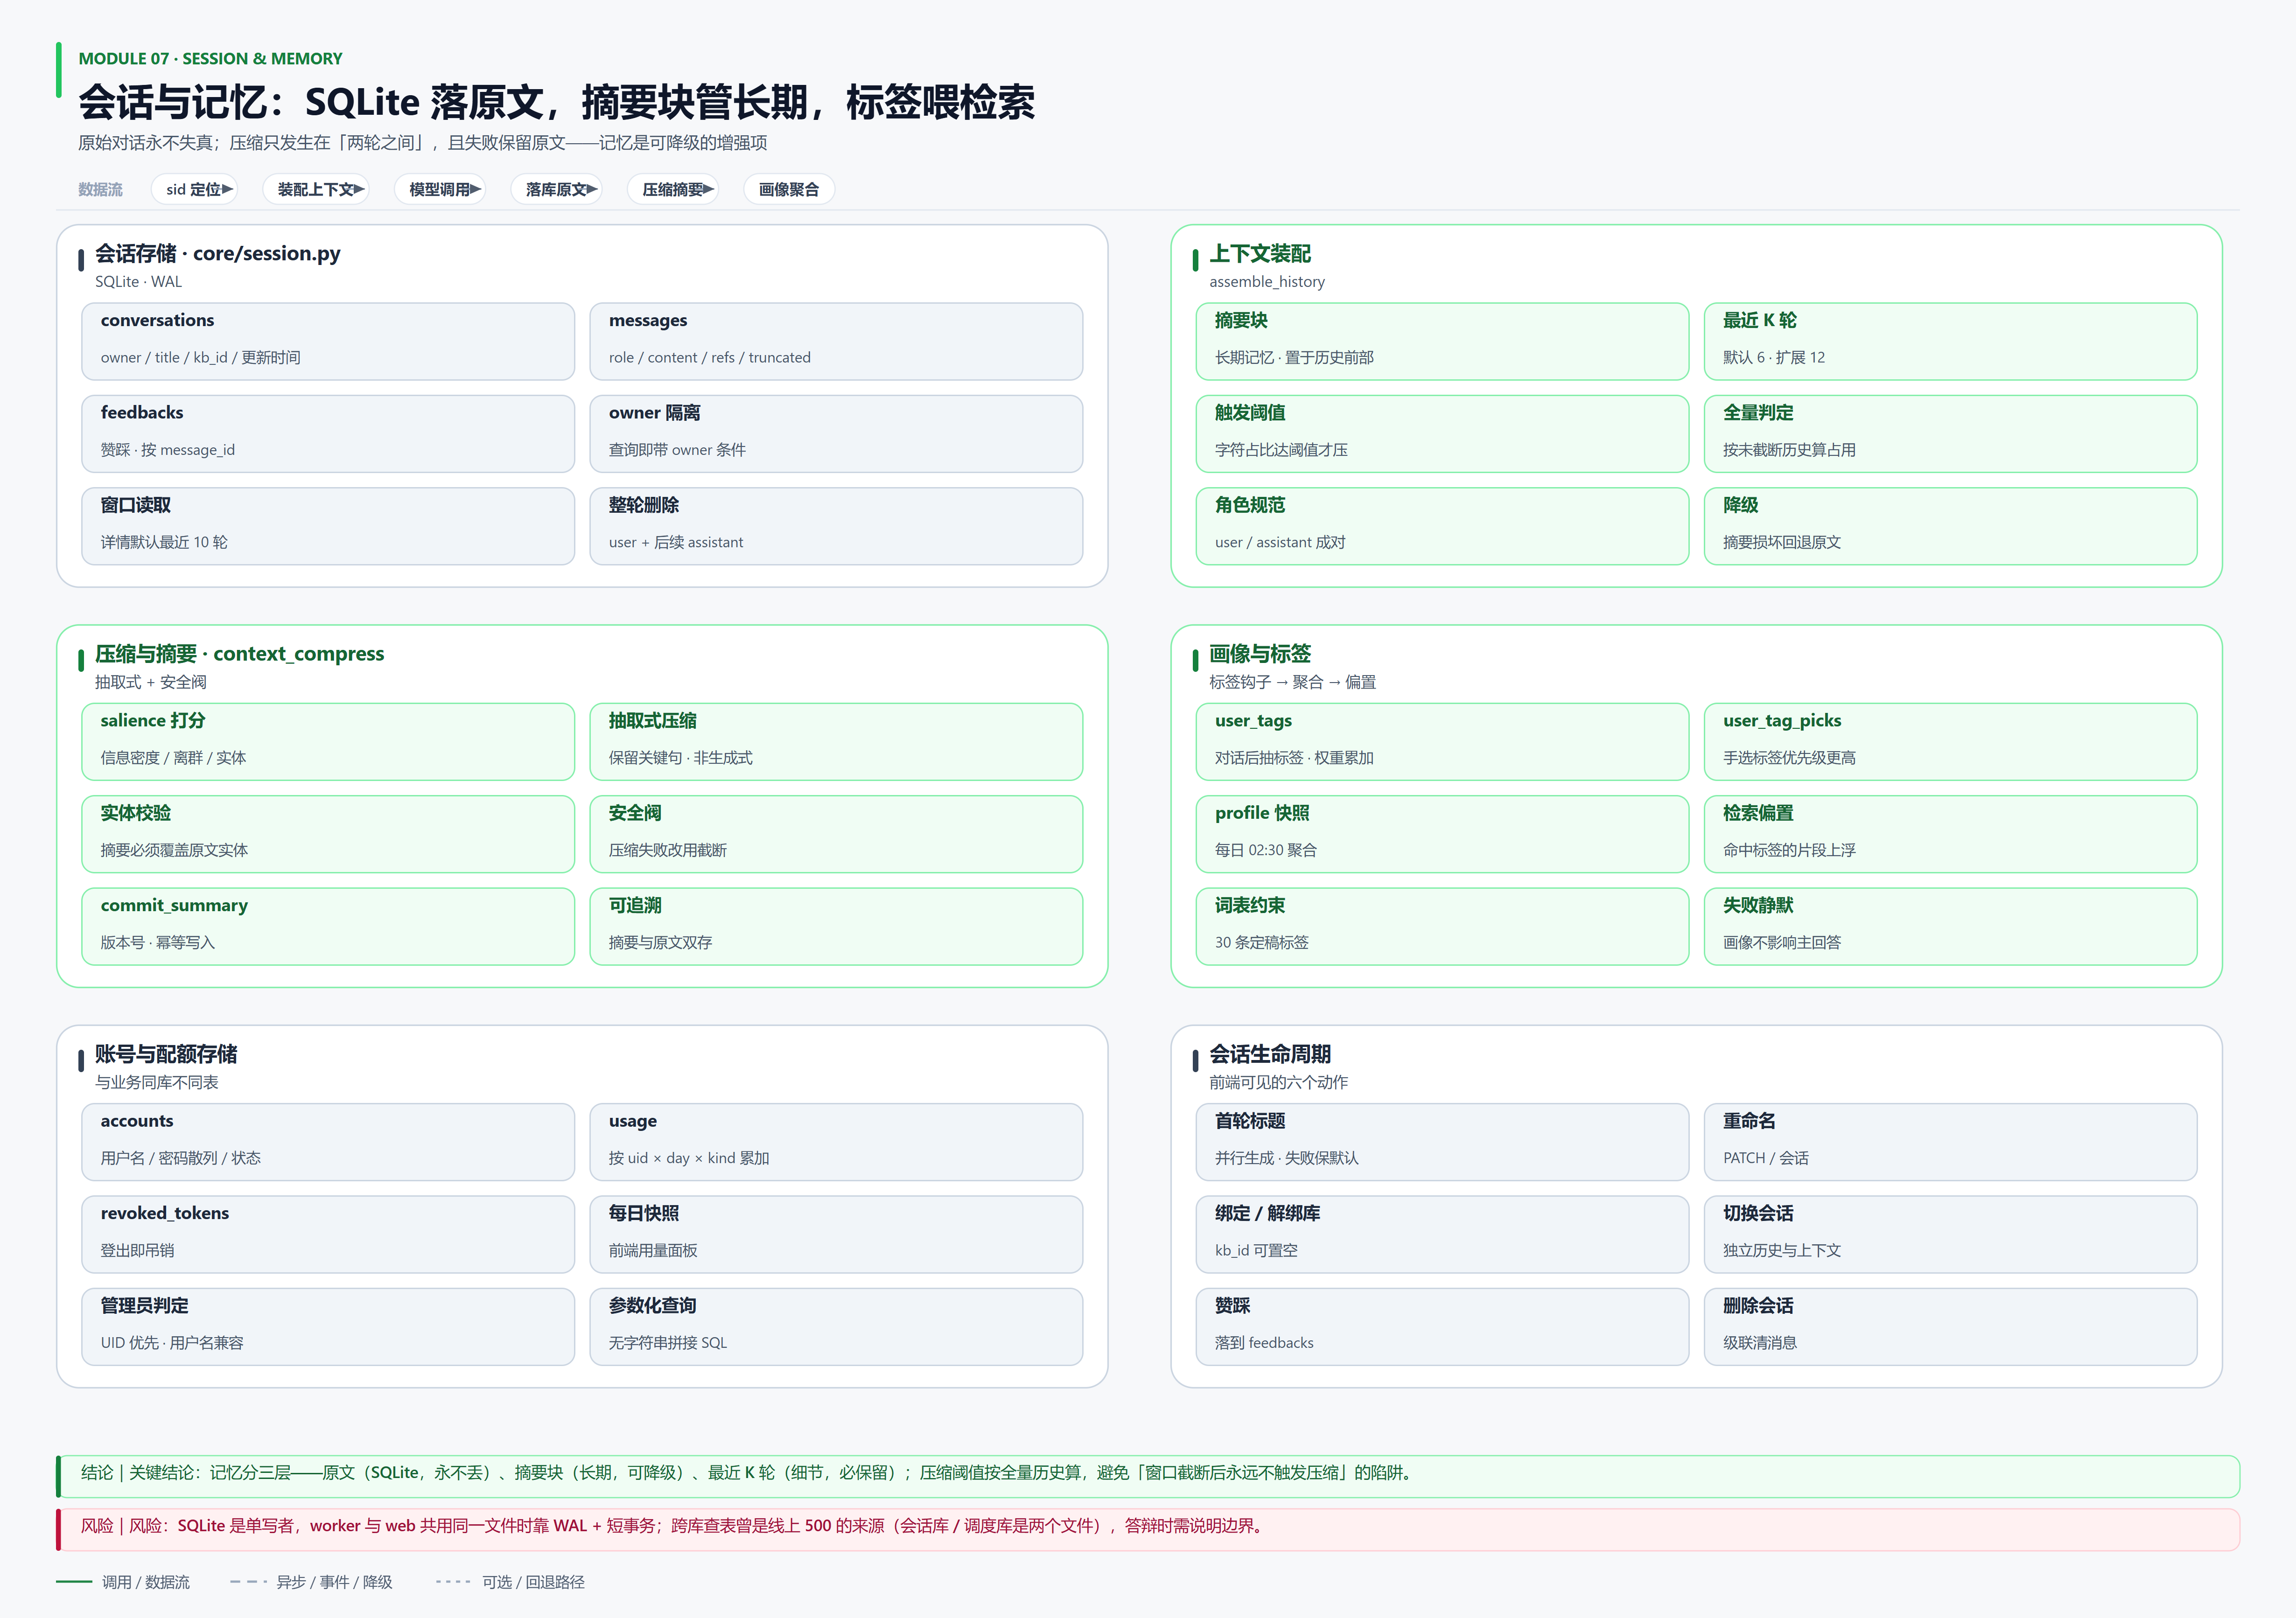 MODULE 07 · SESSION & MEMORY
会话与记忆：SQLite 落原文，摘要块管长期，标签喂检索
原始对话永不失真；压缩只发生在「两轮之间」，且失败保留原文——记忆是可降级的增强项
数据流 sid 定位 装配上下文 模型调用 落库原文 压缩摘要 画像聚合
会话存储 · core/session.py
SQLite · WAL
conversations
owner / title / kb_id / 更新时间
messages
role / content / refs / truncated
feedbacks
赞踩 · 按 message_id
owner 隔离
查询即带 owner 条件
窗口读取
详情默认最近 10 轮
整轮删除
user + 后续 assistant
上下文装配
assemble_history
摘要块
长期记忆 · 置于历史前部
最近 K 轮
默认 6 · 扩展 12
触发阈值
字符占比达阈值才压
全量判定
按未截断历史算占用
角色规范
user / assistant 成对
降级
摘要损坏回退原文
压缩与摘要 · context_compress
抽取式 + 安全阀
salience 打分
信息密度 / 离群 / 实体
抽取式压缩
保留关键句 · 非生成式
实体校验
摘要必须覆盖原文实体
安全阀
压缩失败改用截断
commit_summary
版本号 · 幂等写入
可追溯
摘要与原文双存
画像与标签
标签钩子 → 聚合 → 偏置
user_tags
对话后抽标签 · 权重累加
user_tag_picks
手选标签优先级更高
profile 快照
每日 02:30 聚合
检索偏置
命中标签的片段上浮
词表约束
30 条定稿标签
失败静默
画像不影响主回答
账号与配额存储
与业务同库不同表
accounts
用户名 / 密码散列 / 状态
usage
按 uid × day × kind 累加
revoked_tokens
登出即吊销
每日快照
前端用量面板
管理员判定
UID 优先 · 用户名兼容
参数化查询
无字符串拼接 SQL
会话生命周期
前端可见的六个动作
首轮标题
并行生成 · 失败保默认
重命名
PATCH / 会话
绑定 / 解绑库
kb_id 可置空
切换会话
独立历史与上下文
赞踩
落到 feedbacks
删除会话
级联清消息
结论｜关键结论：记忆分三层——原文（SQLite，永不丢）、摘要块（长期，可降级）、最近 K 轮（细节，必保留）；压缩阈值按全量历史算，避免「窗口截断后永远不触发压缩」的陷阱。
风险｜风险：SQLite 是单写者，worker 与 web 共用同一文件时靠 WAL + 短事务；跨库查表曾是线上 500 的来源（会话库 / 调度库是两个文件），答辩时需说明边界。
调用 / 数据流 异步 / 事件 / 降级 可选 / 回退路径